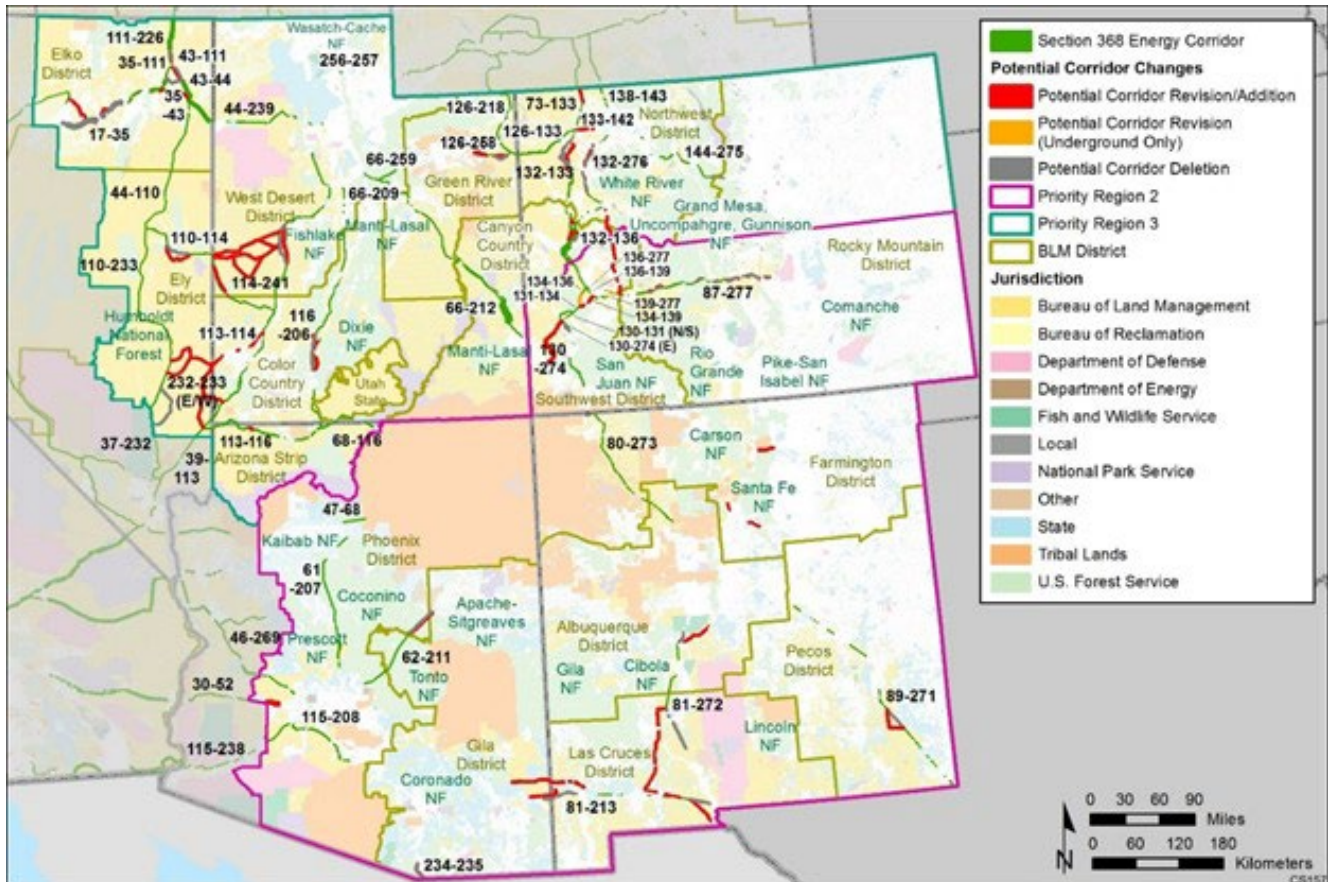 Wasatch-Cache
NF
256-257
111-226
Elko
District
35-111
43-111
43-44
35
-43
17-35
44-239
126-218
73-133
138-143
133-142
Northwest
District
126-133
126-258
144-275
132-276
66-259
132-133
White River
NF
44-110
66-209
Green River
District
West Desert
District
Manti-Lasal
NF
Fishlake
NF
Grand Mesa,
Uncompahgre, Gunnison
NF
Canyon
Country
District
132-136
110-114
Rocky Mountain
District
110-233
114-241
136-277
136-139
134-136
131-134
87-277
Ely
District
66-212
139-277
134-139
Comanche
NF
Humboldt
National
Forest
113-114
116
-206
Dixie
NF
130-131 (N/S)
130-274 (E)
Manti-Lasal
NF
130
-274
Color
Country
District
Rio
Grande
NF
Pike-San
Isabel NF
San
Juan NF
232-233
(E/W)
Utah
State
Southwest District
37-232
113-116
68-116
39-
113
Arizona Strip
District
80-273
Carson
NF
Farmington
District
Santa Fe
NF
47-68
Kaibab NF
Phoenix
District
61
-207
Coconino
NF
Apache-
Sitgreaves
NF
Albuquerque
District
46-269
Prescott
NF
62-211
Tonto
NF
Gila
NF
Cibola
NF
Pecos
District
30-52
81-272
89-271
115-208
Lincoln
NF
115-238
Gila
District
Las Cruces
District
Coronado
NF
81-213
234-235
Section 368 Energy Corridor
Potential Corridor Changes
Potential Corridor Revision/Addition
Potential Corridor Revision
(Underground Only)
Potential Corridor Deletion
Priority Region 2
Priority Region 3
BLM District
Jurisdiction
Bureau of Land Management
Bureau of Reclamation
Department of Defense
Department of Energy
Fish and Wildlife Service
Local
National Park Service
Other
State
Tribal Lands
U.S. Forest Service
0 30 60 90
Miles
0 60 120 180
Kilometers
N